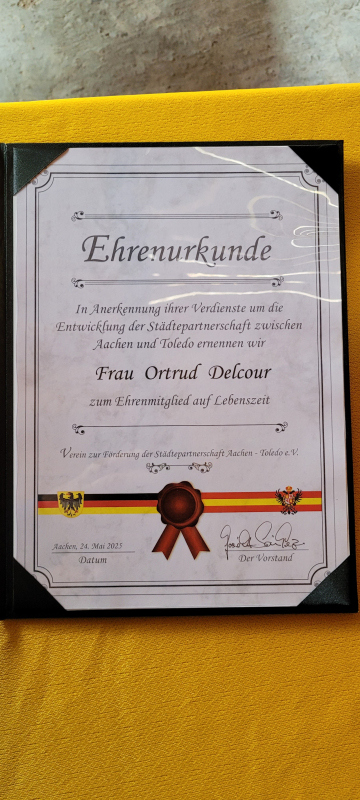 Ehrenurkunde
In Anerkennung ihrer Verdienste um die
Entwicklung der Städtepartnerschaft zwischen
Aachen und Toledo ernennen wir
Frau Ortrud Delcour
zum Ehrenmitglied auf Lebenszeit
Verein zur Förderung der Städtepartnerschaft Aachen - Toledo e.V.
Aachen, 24. Mai 2025
Datum
Der Vorstand